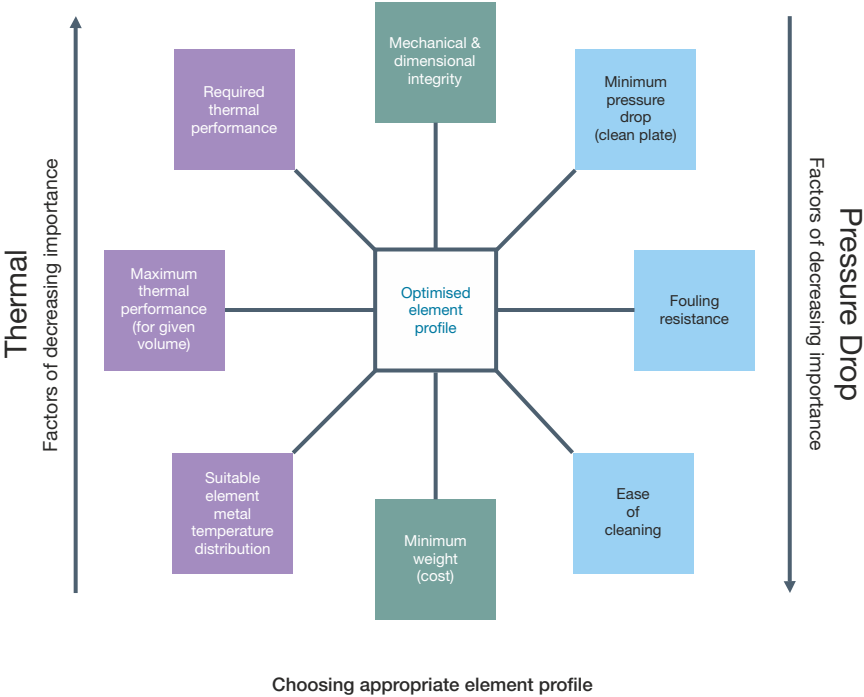 Mechanical &
dimensional
integrity
Required
thermal
performance
Minimum
pressure
drop
(clean plate)
Thermal
Factors of decreasing importance
Maximum
thermal
performance
(for given
volume)
Optimised
element
profile
Fouling
resistance
Factors of decreasing importance
Pressure Drop
Suitable
element
metal
temperature
distribution
Minimum
weight
(cost)
Ease
of
cleaning
Choosing appropriate element profile